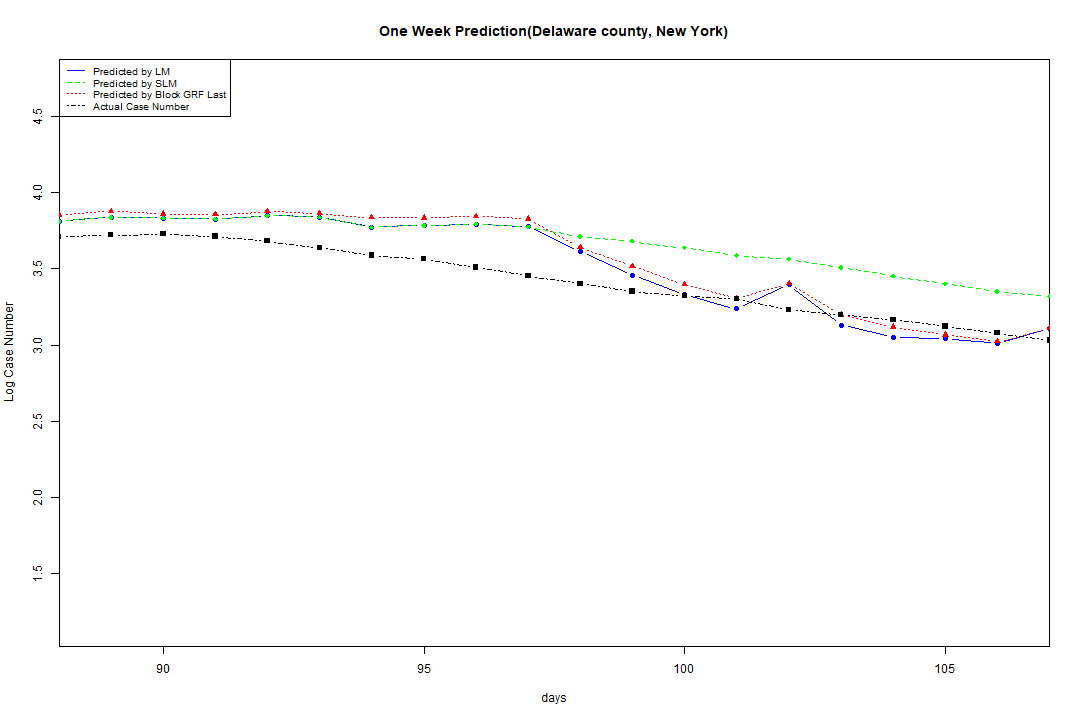 One Week Prediction(Delaware county, New York)
Predicted by LM
Predicted by SLM
Predicted by Block GRF Last
Actual Case Number
4.5
4.0
3.5
3.0
2.5
2.0
1.5
Log Case Number
90 95 100 105
days